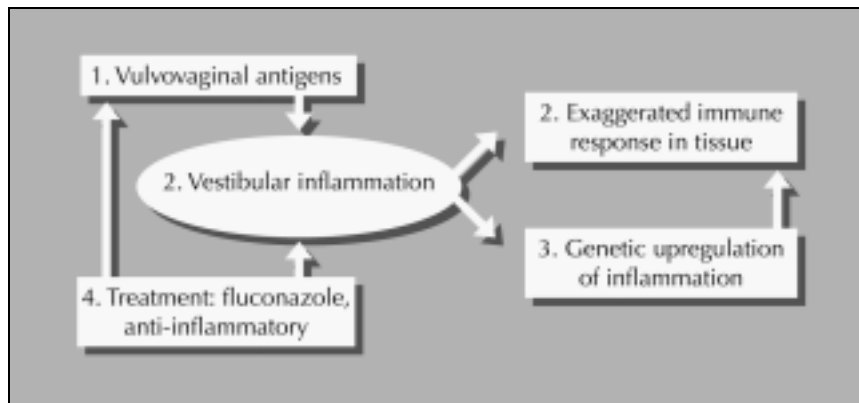 1. Vulvovaginal antigens
2. Vestibular inflammation
2. Exaggerated immune
response in tissue
3. Genetic upregulation
of inflammation
4. Treatment: fluconazole,
anti-inflammatory